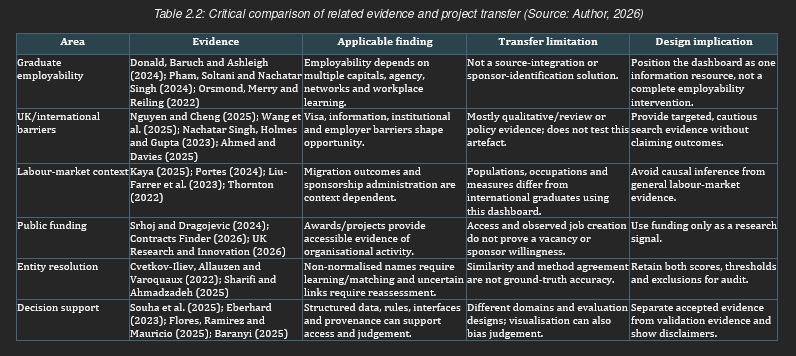 Table 2.2: Critical comparison of related evidence and project transfer (Source: Author, 2026)
Area Evidence Applicable finding Transfer limitation Design implication
Graduate employability
Donald, Baruch and Ashleigh
(2024); Pham, Soltani and Nachatar
Singh (2024); Orsmond, Merry and
Reiling (2022)
Employability depends on
multiple capitals, agency,
networks and workplace
learning.
Not a source-integration or
sponsor-identification solution.
Position the dashboard as one
information resource, not a
complete employability
intervention.
UK/international
barriers
Nguyen and Cheng (2025); Wang et
al. (2025); Nachatar Singh, Holmes
and Gupta (2023); Ahmed and
Davies (2025)
Visa, information, institutional
and employer barriers shape
opportunity.
Mostly qualitative/review or
policy evidence; does not test this
artefact.
Provide targeted, cautious
search evidence without
claiming outcomes.
Labour-market context
Kaya (2025); Portes (2024); Liu-
Farrer et al. (2023); Thornton
(2022)
Migration outcomes and
sponsorship administration are
context dependent.
Populations, occupations and
measures differ from
international graduates using
this dashboard.
Avoid causal inference from
general labour-market
evidence.
Public funding
Srhoj and Dragojevic (2024);
Contracts Finder (2026); UK
Research and Innovation (2026)
Awards/projects provide
accessible evidence of
organisational activity.
Access and observed job creation
do not prove a vacancy or
sponsor willingness.
Use funding only as a research
signal.
Entity resolution
Cvetkov-Iliev, Allauzen and
Varoquaux (2022); Sharifi and
Ahmadzadeh (2025)
Non-normalised names require
learning/matching and uncertain
links require reassessment.
Similarity and method agreement
are not ground-truth accuracy.
Retain both scores, thresholds
and exclusions for audit.
Decision support
Souha et al. (2025); Eberhard
(2023); Flores, Ramirez and
Mauricio (2025); Baranyi (2025)
Structured data, rules, interfaces
and provenance can support
access and judgement.
Different domains and evaluation
designs; visualisation can also
bias judgement.
Separate accepted evidence
from validation evidence and
show disclaimers.